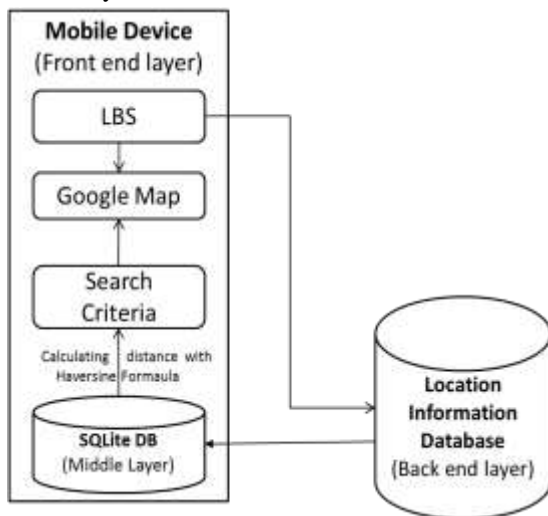 Mobile Device
(Front end layer)
LBS
Google Map
Search
Criteria
Calculating distance with
Haversine Formaula
SQLite DB
(Middle Layer)
Location
Information
Database
(Back end layer)